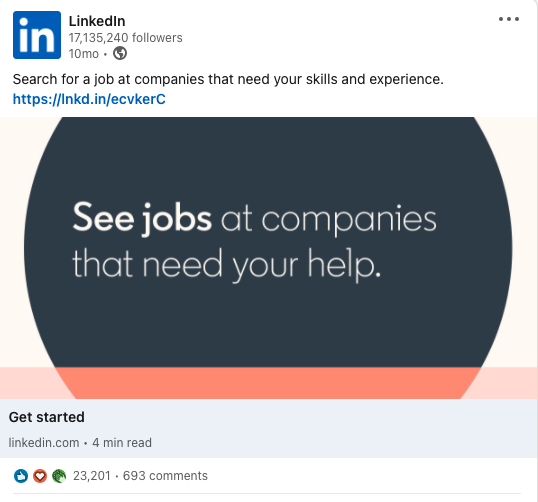 in
LinkedIn
17,135,240 followers
10mo •
Search for a job at companies that need your skills and experience.
https://lnkd.in/ecvkerC
See jobs at companies
that need your help.
Get started
linkedin.com • 4 min read
23,201 · 693 comments